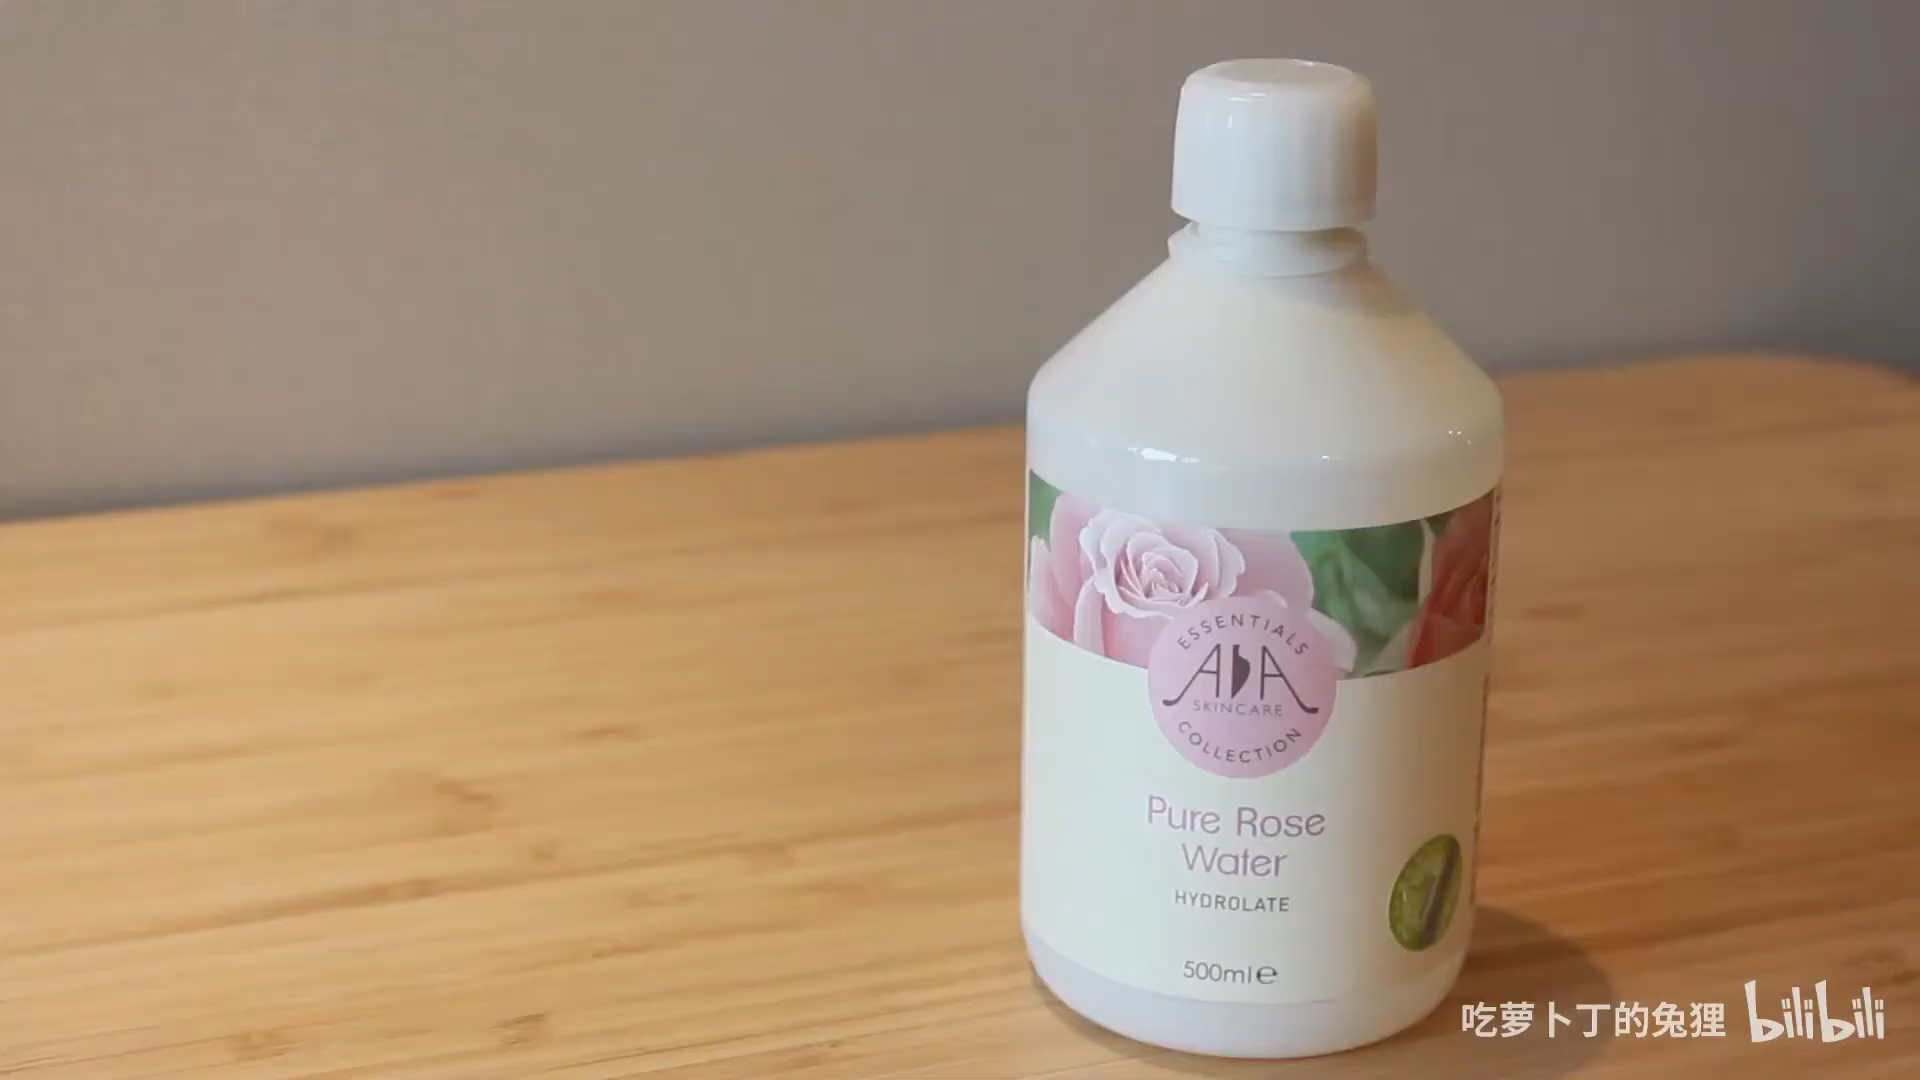 ESSENTIALS
AA
SKINCARE
COLLECTION
Pure Rose
Water
HYDROLATE
500ml℮
吃萝卜丁的兔狸 bilibili